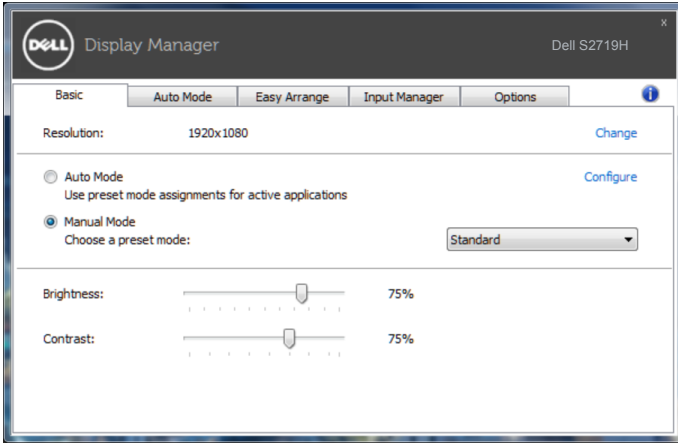 x
DELL Display Manager Dell S2719H
Basic Auto Mode Easy Arrange Input Manager Options i
Resolution: 1920x1080 Change
Auto Mode Configure
Use preset mode assignments for active applications
Manual Mode
Choose a preset mode: Standard
Brightness: 75%
Contrast: 75%